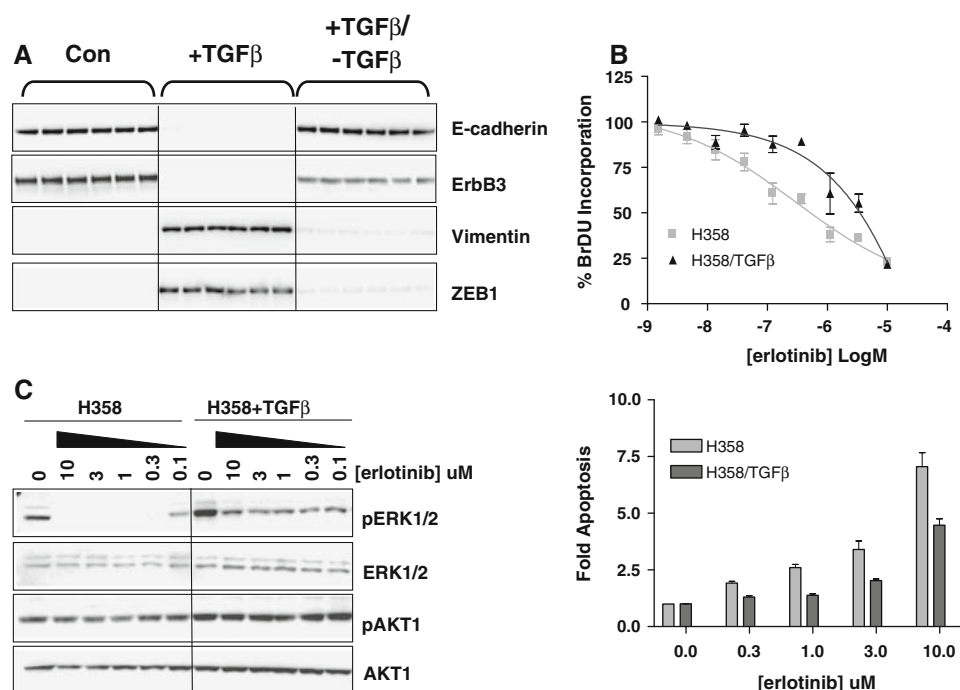 A
Con
+TGFβ
+TGFβ/
-TGFβ
E-cadherin
ErbB3
Vimentin
ZEB1
B
125
100
75
50
25
0
% BrDU Incorporation
H358
H358/TGFβ
-9 -8 -7 -6 -5 -4
[erlotinib] LogM
C
H358
H358+TGFβ
0 10 3 1 0.3 0.1 0 10 3 1 0.3 0.1 [erlotinib] uM
pERK1/2
ERK1/2
pAKT1
AKT1
7.5
5.0
2.5
0.0
Fold Apoptosis
H358
H358/TGFβ
0.0 0.3 1.0 3.0 10.0
[erlotinib] uM